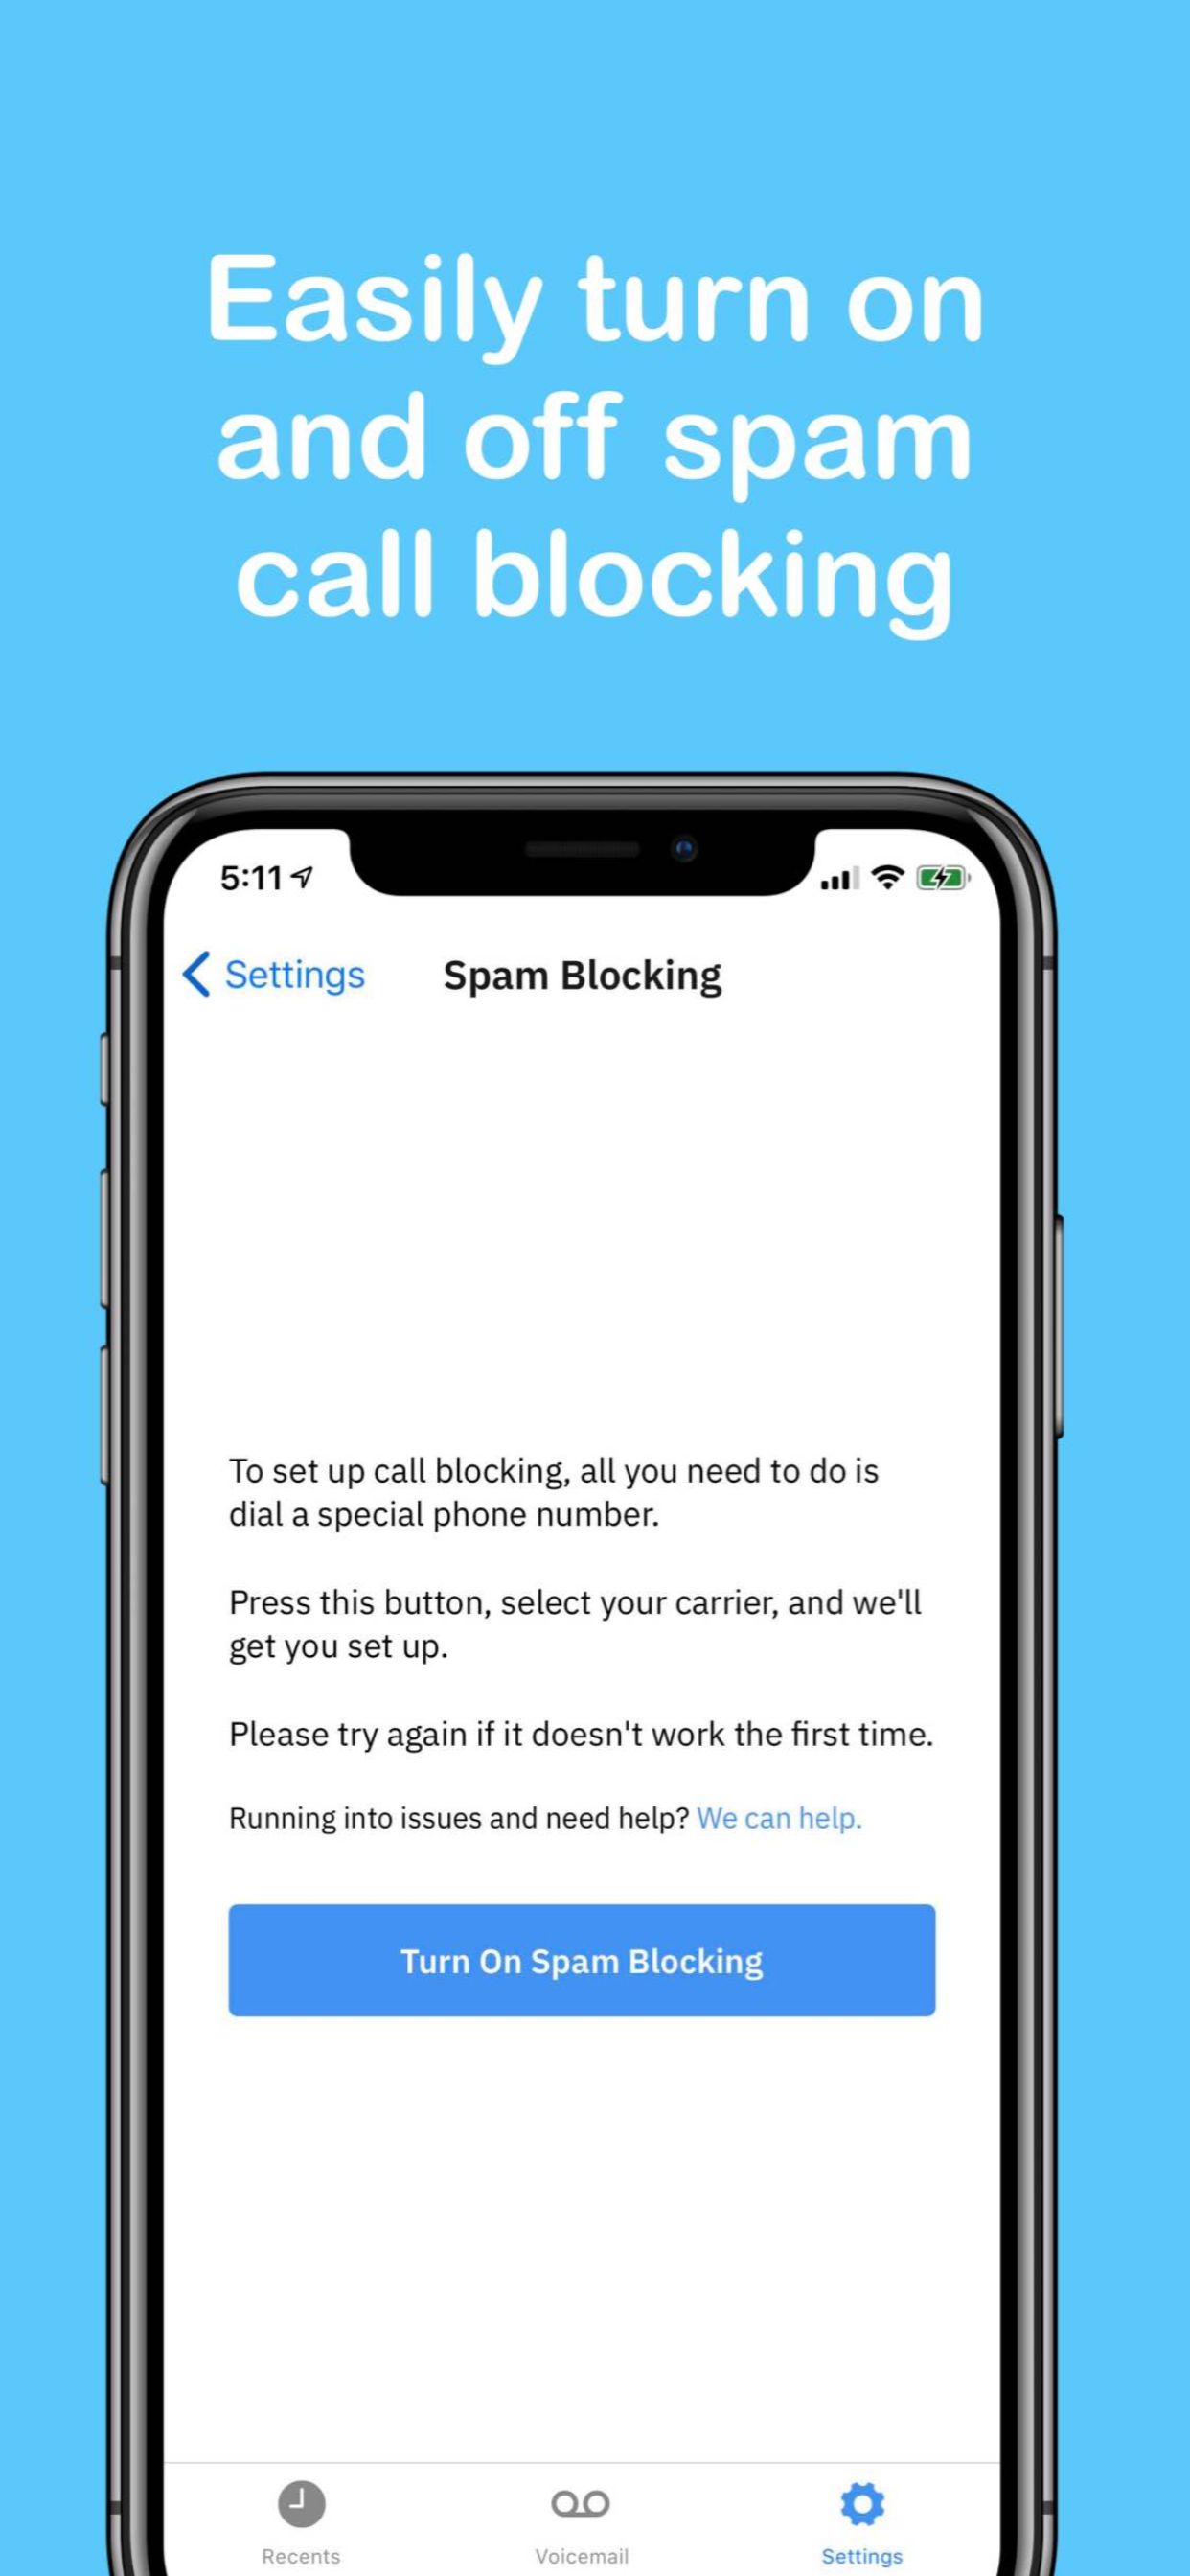 Easily turn on
and off spam
call blocking
5:11
Settings
Spam Blocking
To set up call blocking, all you need to do is
dial a special phone number.
Press this button, select your carrier, and we'll
get you set up.
Please try again if it doesn't work the first time.
Running into issues and need help? We can help.
Turn On Spam Blocking
Recents
Voicemail
Settings